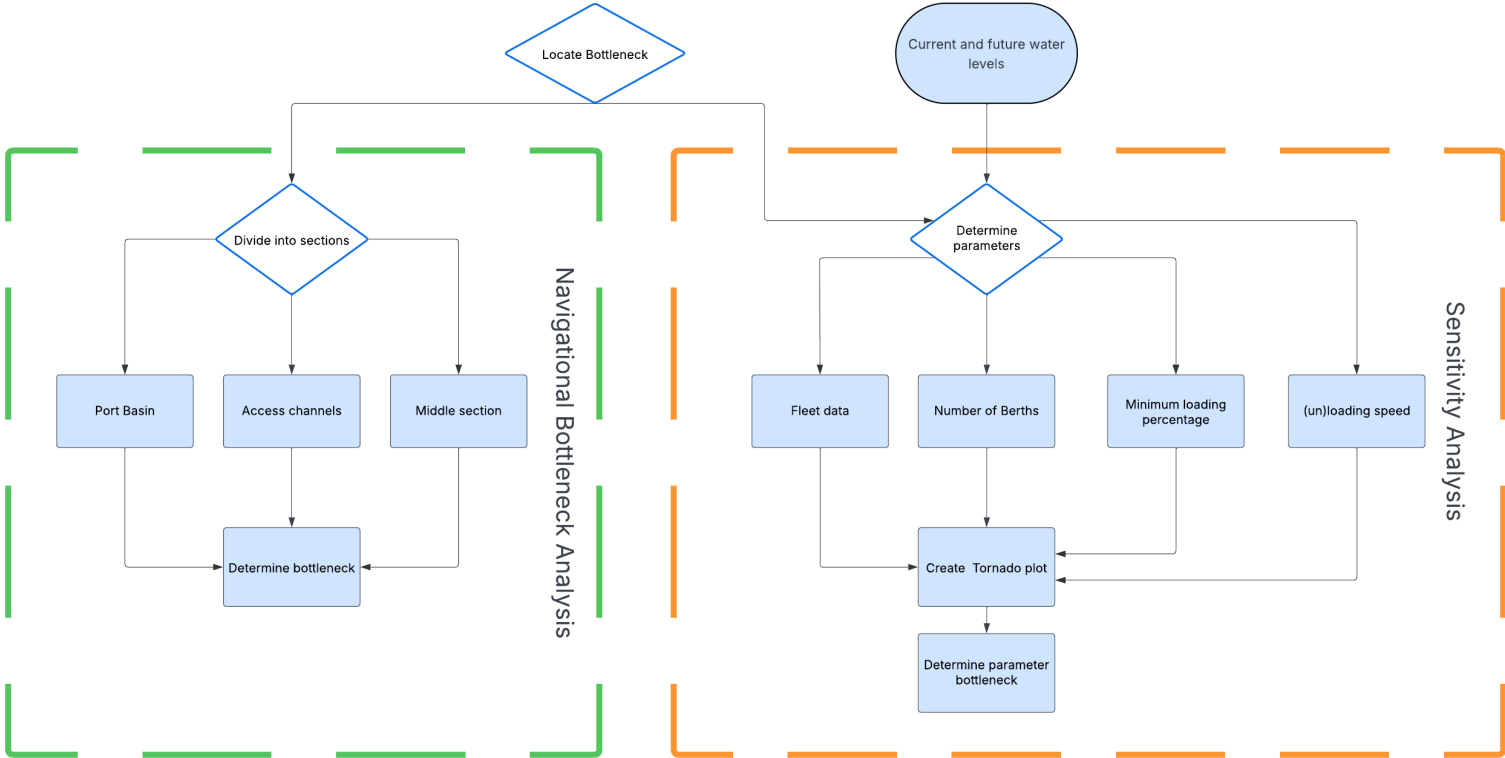 Locate Bottleneck
Current and future water
levels
Divide into sections
Determine
parameters
Navigational Bottleneck Analysis
Sensitivity Analysis
Port Basin
Access channels
Middle section
Fleet data
Number of Berths
Minimum loading
percentage
(un)loading speed
Determine bottleneck
Create  Tornado plot
Determine parameter
bottleneck